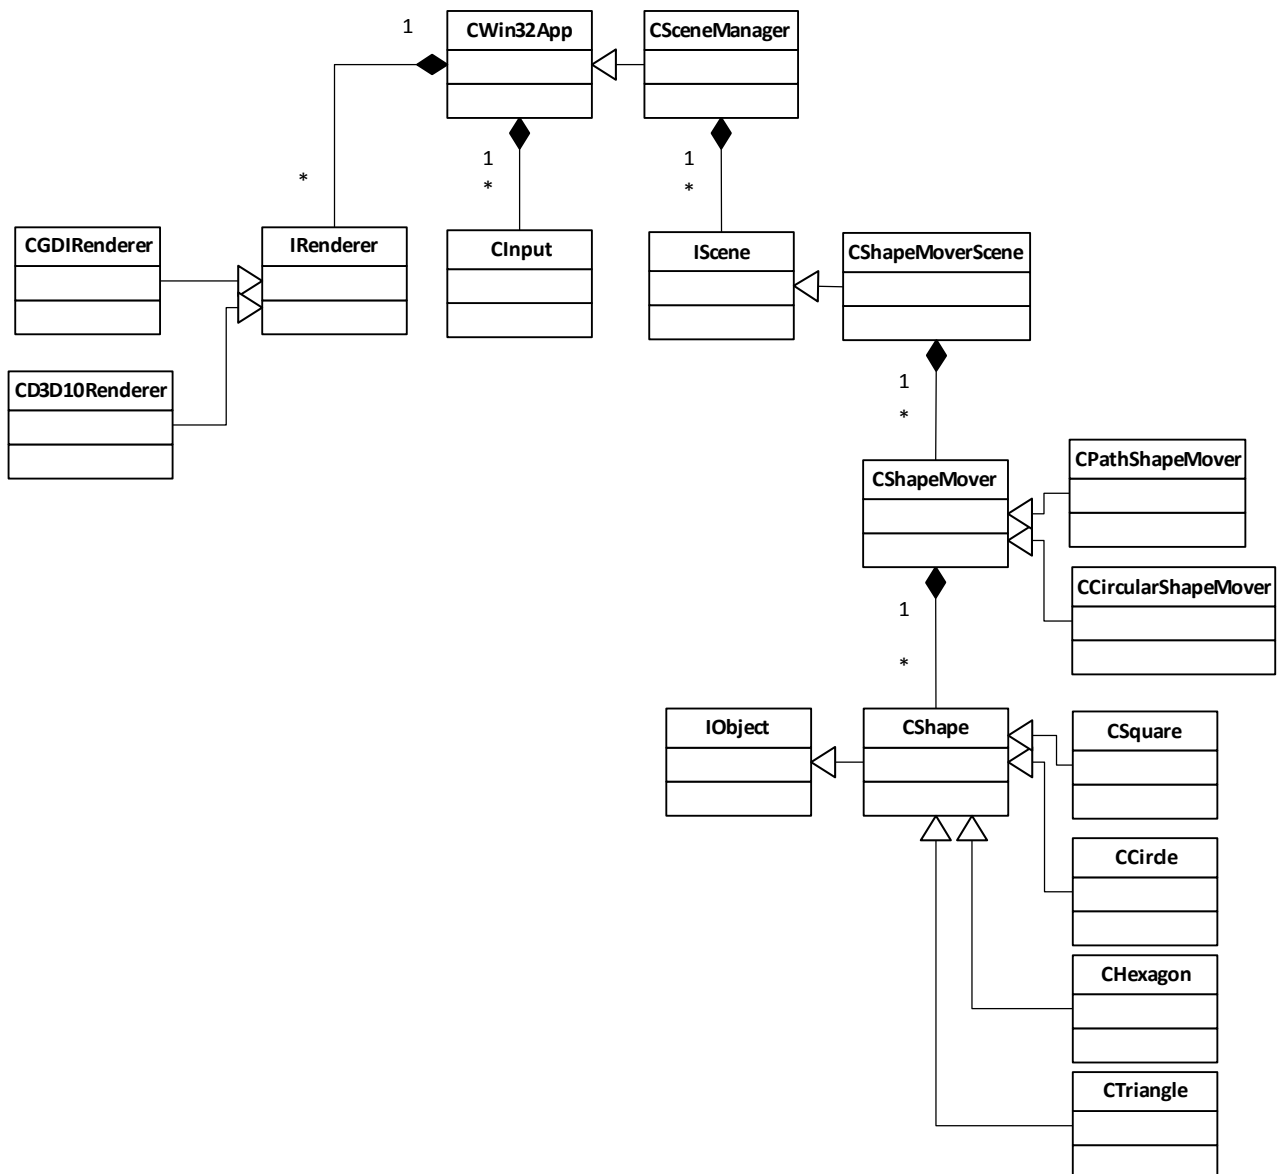 1
CWin32App
CSceneManager
1
*
1
*
*
CGDIRenderer
IRenderer
CInput
IScene
CShapeMoverScene
CD3D10Renderer
1
*
CShapeMover
CPathShapeMover
CCircularShapeMover
1
*
IObject
CShape
CSquare
CCircle
CHexagon
CTriangle